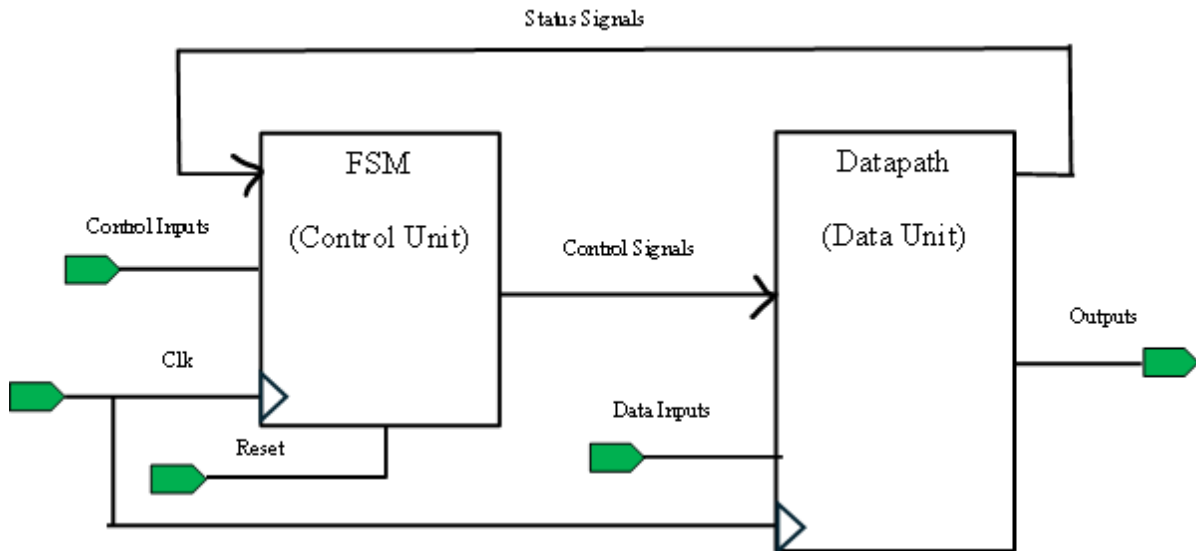 Status Signals
FSM
(Control Unit)
Datapath
(Data Unit)
Control Inputs
Control Signals
Outputs
Clk
Data Inputs
Reset